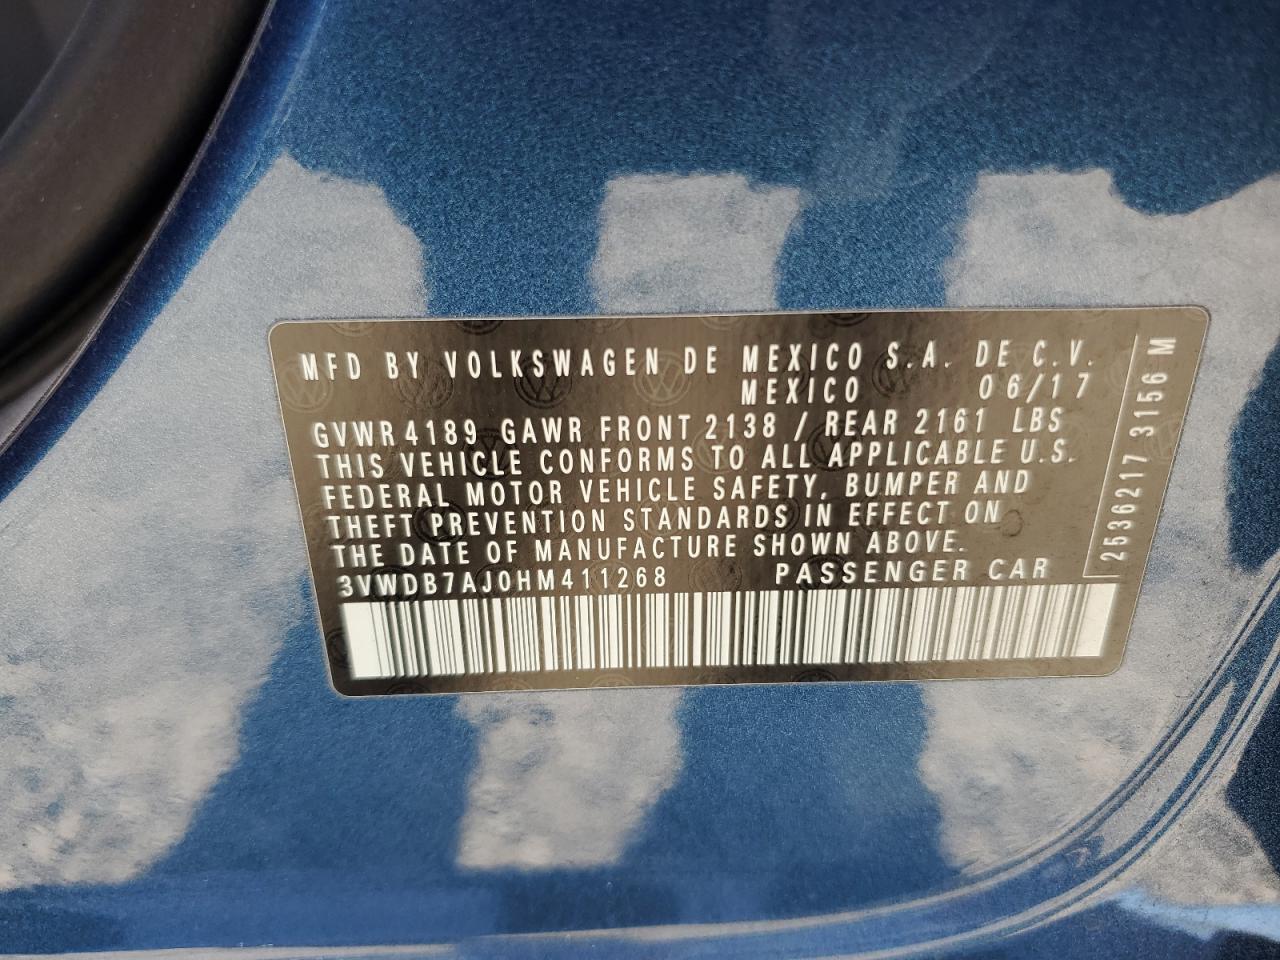 MFD BY VOLKSWAGEN DE MEXICO S.A. DE C.V.
MEXICO 06/17
GVWR 4189 GAWR FRONT 2138 / REAR 2161 LBS
THIS VEHICLE CONFORMS TO ALL APPLICABLE U.S.
FEDERAL MOTOR VEHICLE SAFETY, BUMPER AND
THEFT PREVENTION STANDARDS IN EFFECT ON
THE DATE OF MANUFACTURE SHOWN ABOVE.
3VWDB7AJ0HM411268 PASSENGER CAR
2536217 3156 M